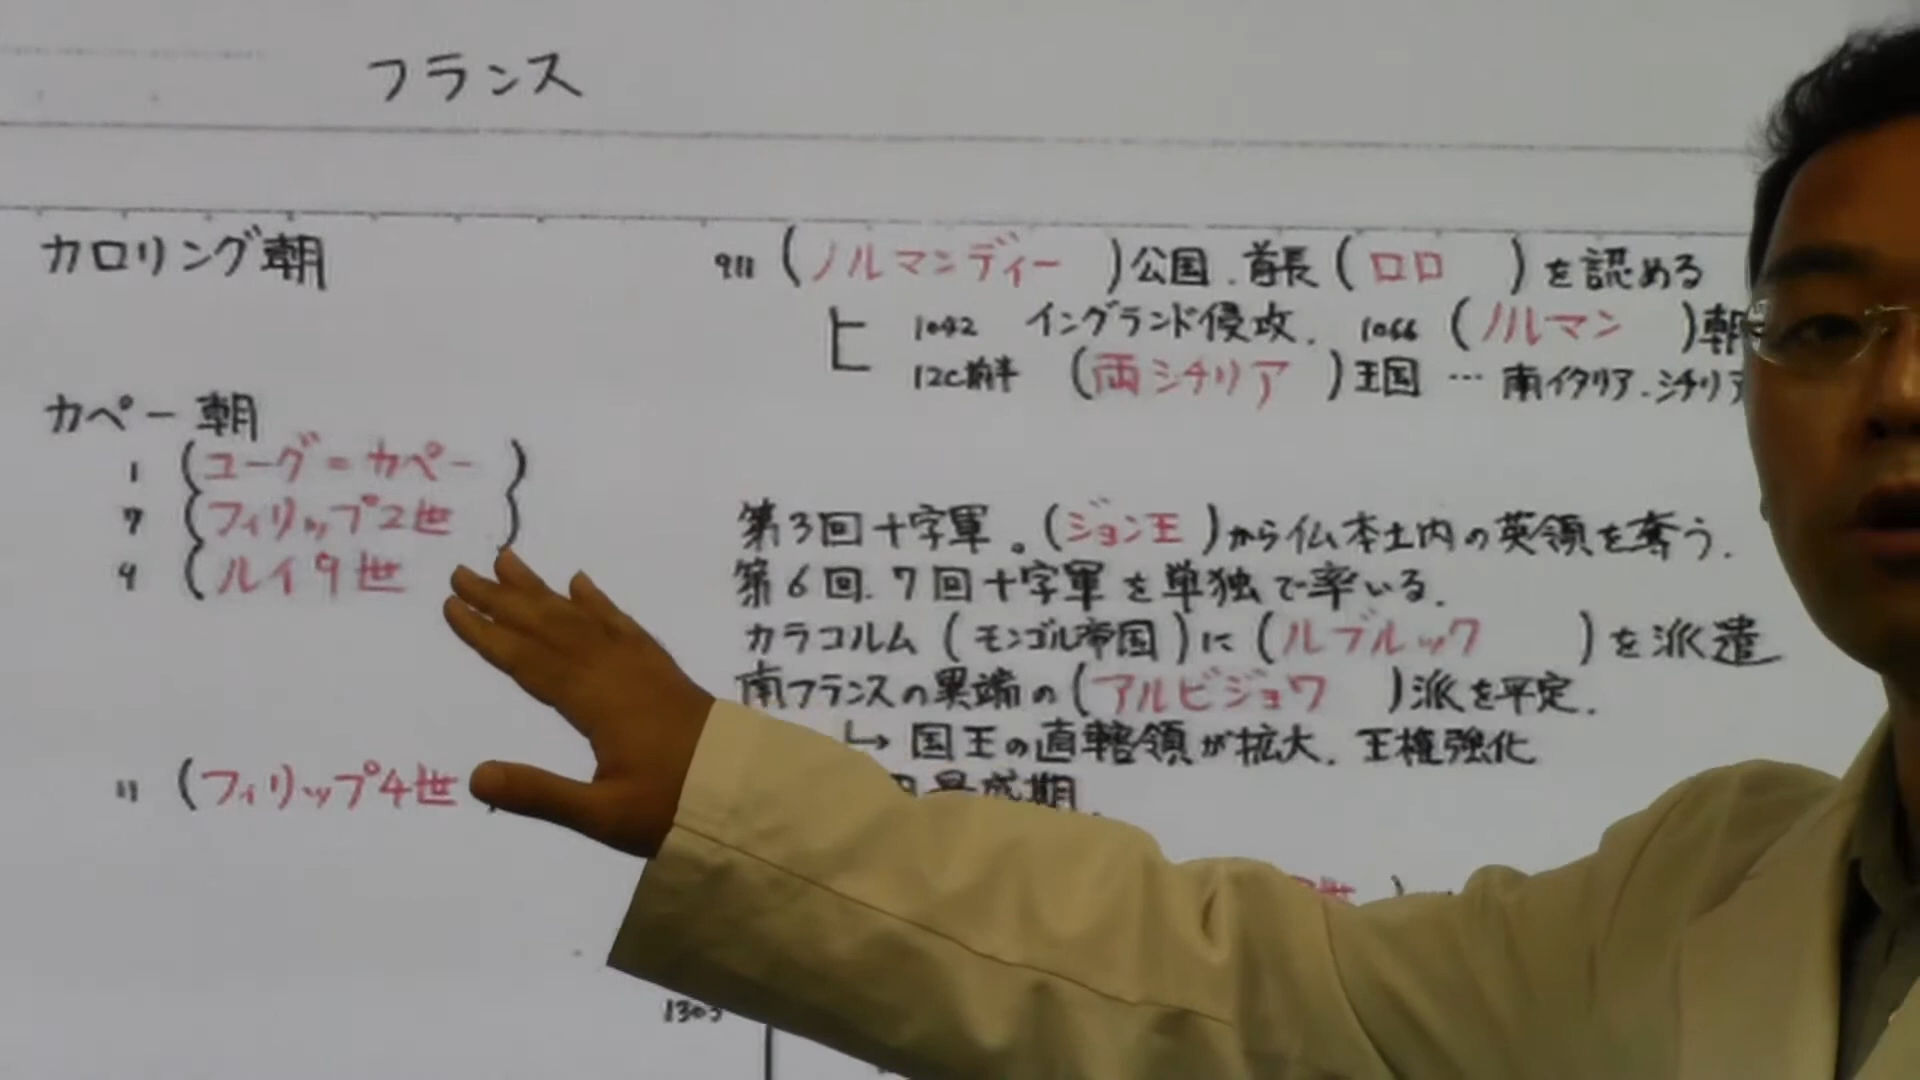 フランス
カロリング朝
911 (ノルマンディー )公国．首長(ロロ )を認める
1042 イングランド侵攻． 1066 (ノルマン )朝
12C前半 (両シチリア )王国 … 南イタリア．シチリア
カペー朝
1 (ユーグ=カペー )
7 (フィリップ2世 )
第3回十字軍。(ジョン王 )から仏本土内の英領を奪う．
9 (ルイ9世
第6回．7回十字軍を単独で率いる．
カラコルム(モンゴル帝国)に(ルブルック )を派遣
南フランスの異端の(アルビジョワ )派を平定．
↳ 国王の直轄領が拡大．王権強化
11 (フィリップ4世
最盛期．
1303